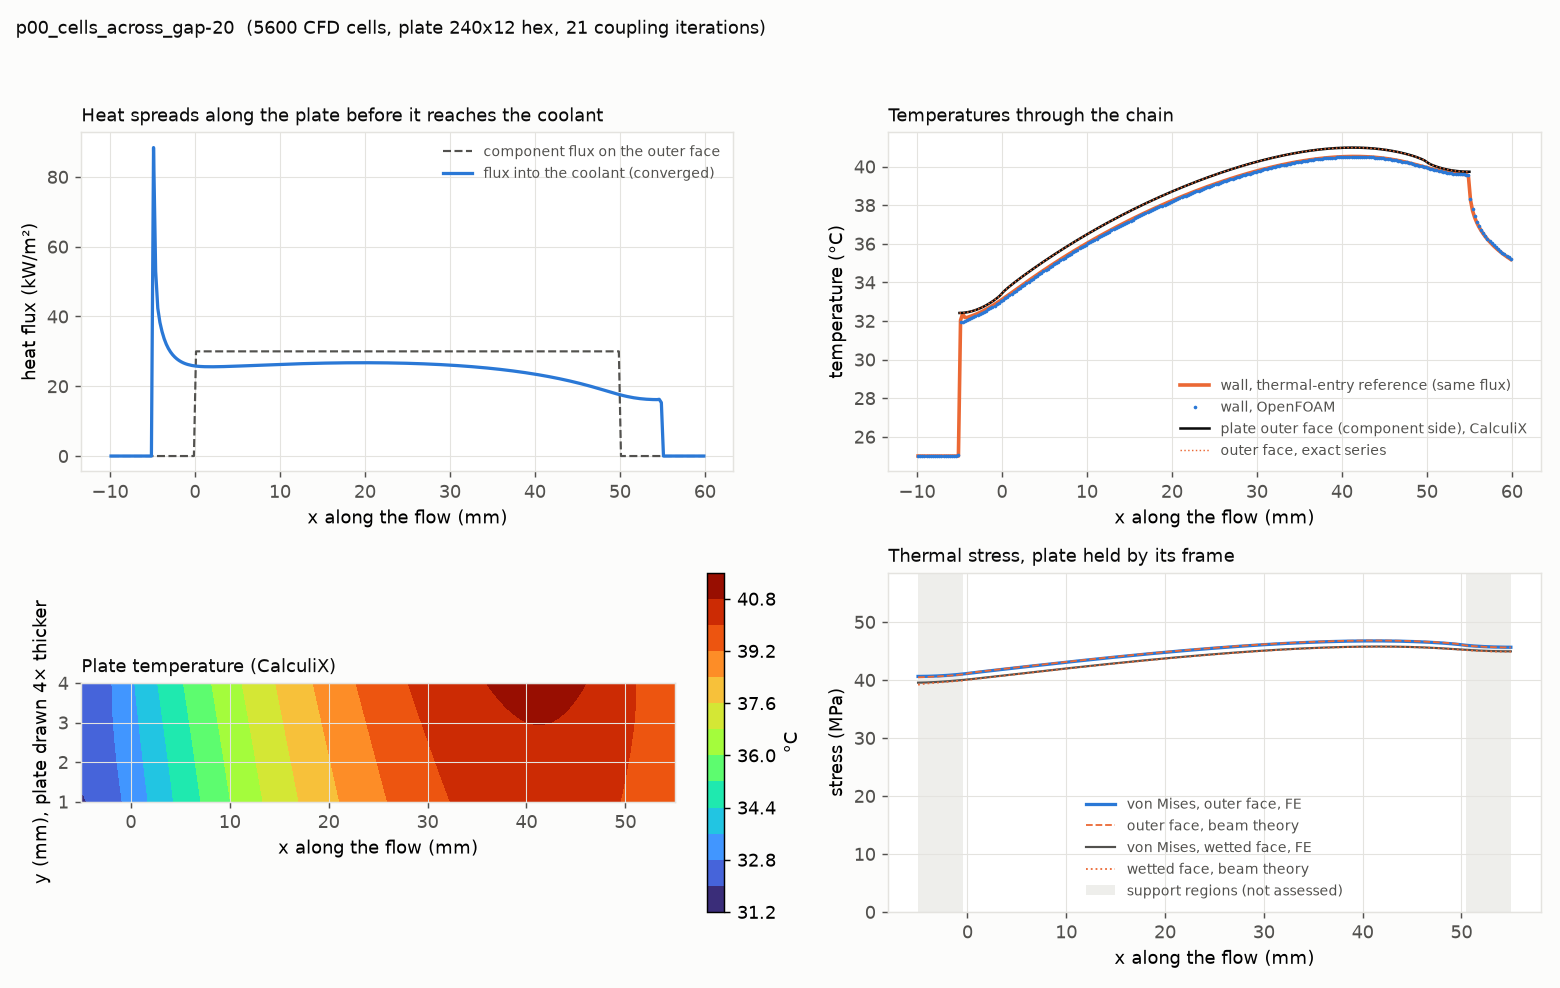 p00_cells_across_gap-20  (5600 CFD cells, plate 240x12 hex, 21 coupling iterations)
Heat spreads along the plate before it reaches the coolant
component flux on the outer face
flux into the coolant (converged)
heat flux (kW/m²)
80
60
40
20
0
−10 0 10 20 30 40 50 60
x along the flow (mm)
Temperatures through the chain
temperature (°C)
40
38
36
34
32
30
28
26
wall, thermal-entry reference (same flux)
wall, OpenFOAM
plate outer face (component side), CalculiX
outer face, exact series
−10 0 10 20 30 40 50 60
x along the flow (mm)
Plate temperature (CalculiX)
y (mm), plate drawn 4× thicker
4
3
2
1
0 10 20 30 40 50
x along the flow (mm)
40.8
39.2
37.6
36.0
34.4
32.8
31.2
°C
Thermal stress, plate held by its frame
stress (MPa)
50
40
30
20
10
0
von Mises, outer face, FE
outer face, beam theory
von Mises, wetted face, FE
wetted face, beam theory
support regions (not assessed)
0 10 20 30 40 50
x along the flow (mm)